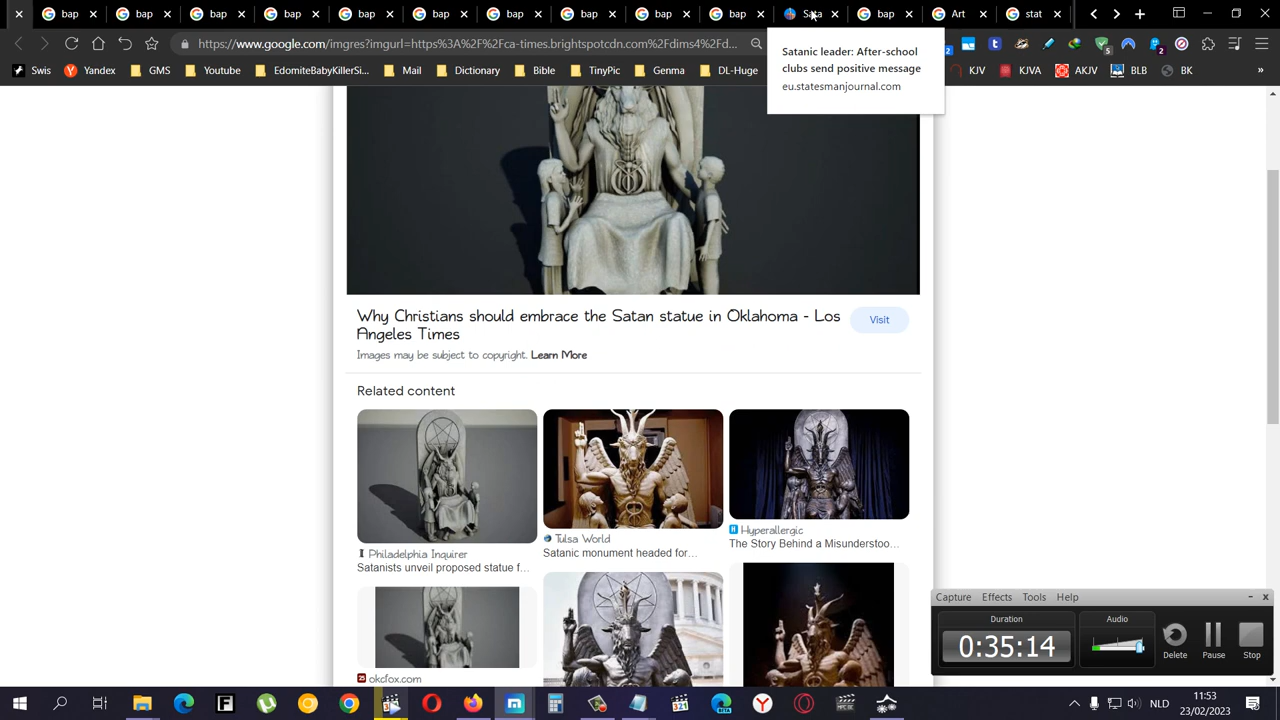 bap
bap
bap
bap
bap
bap
bap
bap
bap
bap
Sata
bap
Art
stat
https://www.google.com/imgres?imgurl=https%3A%2F%2Fca-times.brightspotcdn.com%2Fdims4%2Fd...
Satanic leader: After-school
clubs send positive message
eu.statesmanjournal.com
2
5
2
Swis
Yandex
YouTube
EdomiteBabyKillerSi...
Mail
Dictionary
Bible
TinyPic
Genma
DL-Huge
KJV
KJVA
AKJV
BLB
BK
Why Christians should embrace the Satan statue in Oklahoma - Los
Angeles Times
Visit
Images may be subject to copyright. Learn More
Related content
Philadelphia Inquirer
Satanists unveil proposed statue f...
Tulsa World
Satanic monument headed for...
Hyperallergic
The Story Behind a Misunderstoo...
okcfox.com
Capture Effects Tools Help
Duration
0:35:14
Audio
Delete
Pause
Stop
321
BETA
NLD
11:53
23/02/2023